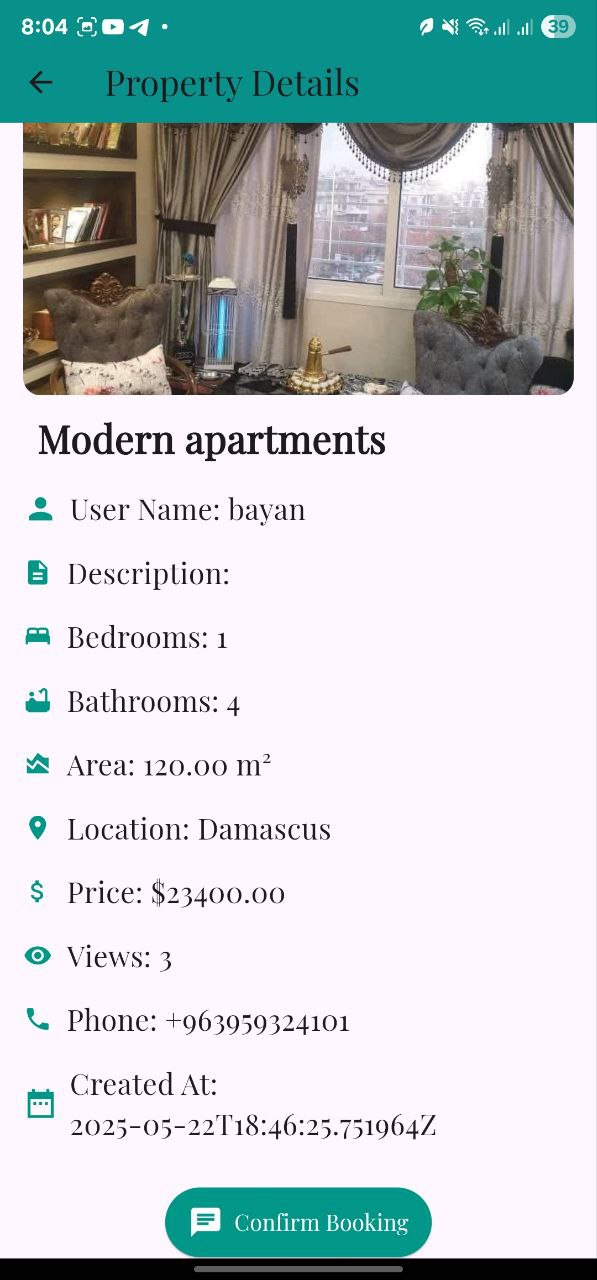 8:04
39
Property Details
Modern apartments
User Name: bayan
Description:
Bedrooms: 1
Bathrooms: 4
Area: 120.00 m²
Location: Damascus
Price: $23400.00
Views: 3
Phone: +963959324101
Created At:
2025-05-22T18:46:25.751964Z
Confirm Booking